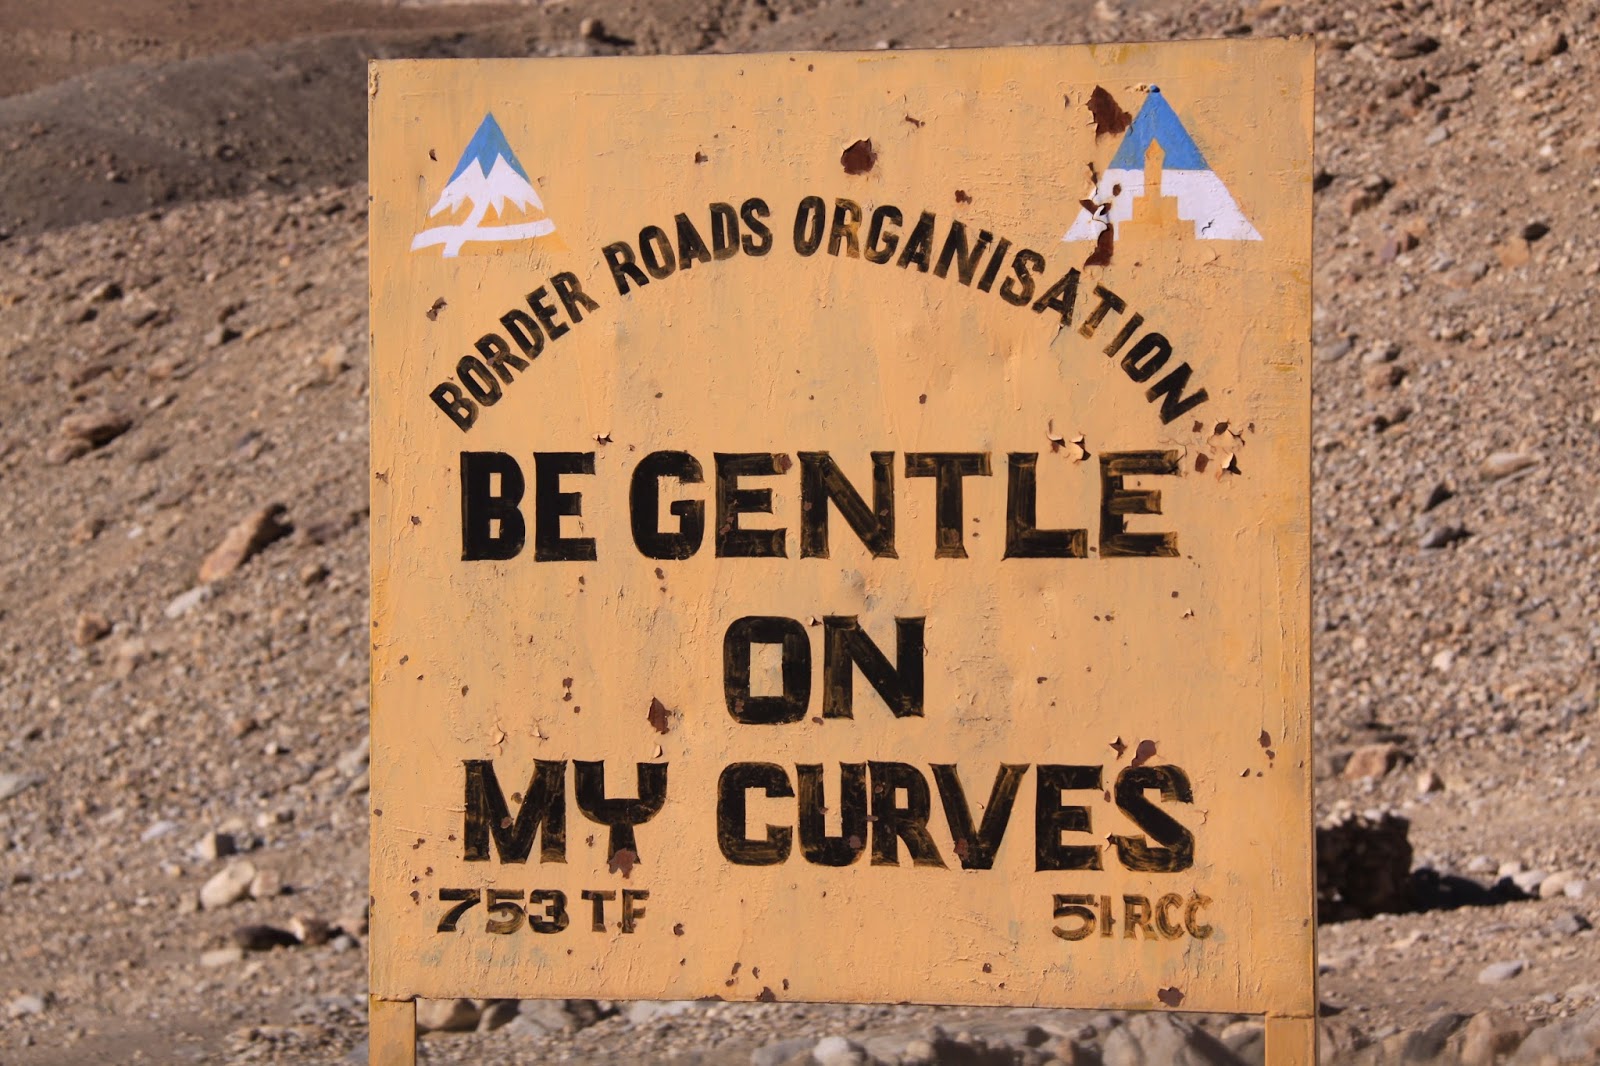 BORDER ROADS ORGANISATION
BE GENTLE
ON
MY CURVES
753 TF
51 RCC